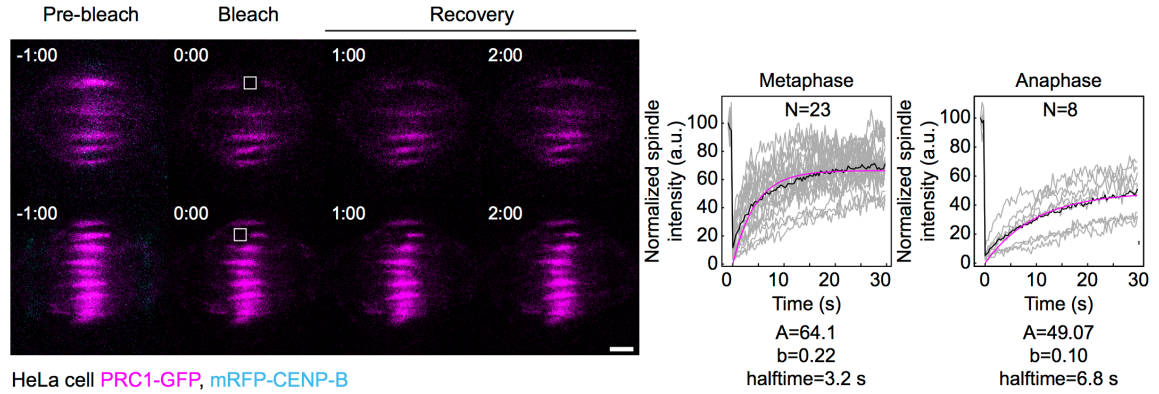 Pre-bleach
Bleach
Recovery
-1:00
0:00
1:00
2:00
-1:00
0:00
1:00
2:00
HeLa cell PRC1-GFP, mRFP-CENP-B
Metaphase
N=23
Normalized spindle
intensity (a.u.)
100
80
60
40
20
0
0
10
20
30
Time (s)
A=64.1
b=0.22
halftime=3.2 s
Anaphase
N=8
Normalized spindle
intensity (a.u.)
100
80
60
40
20
0
0
10
20
30
Time (s)
A=49.07
b=0.10
halftime=6.8 s